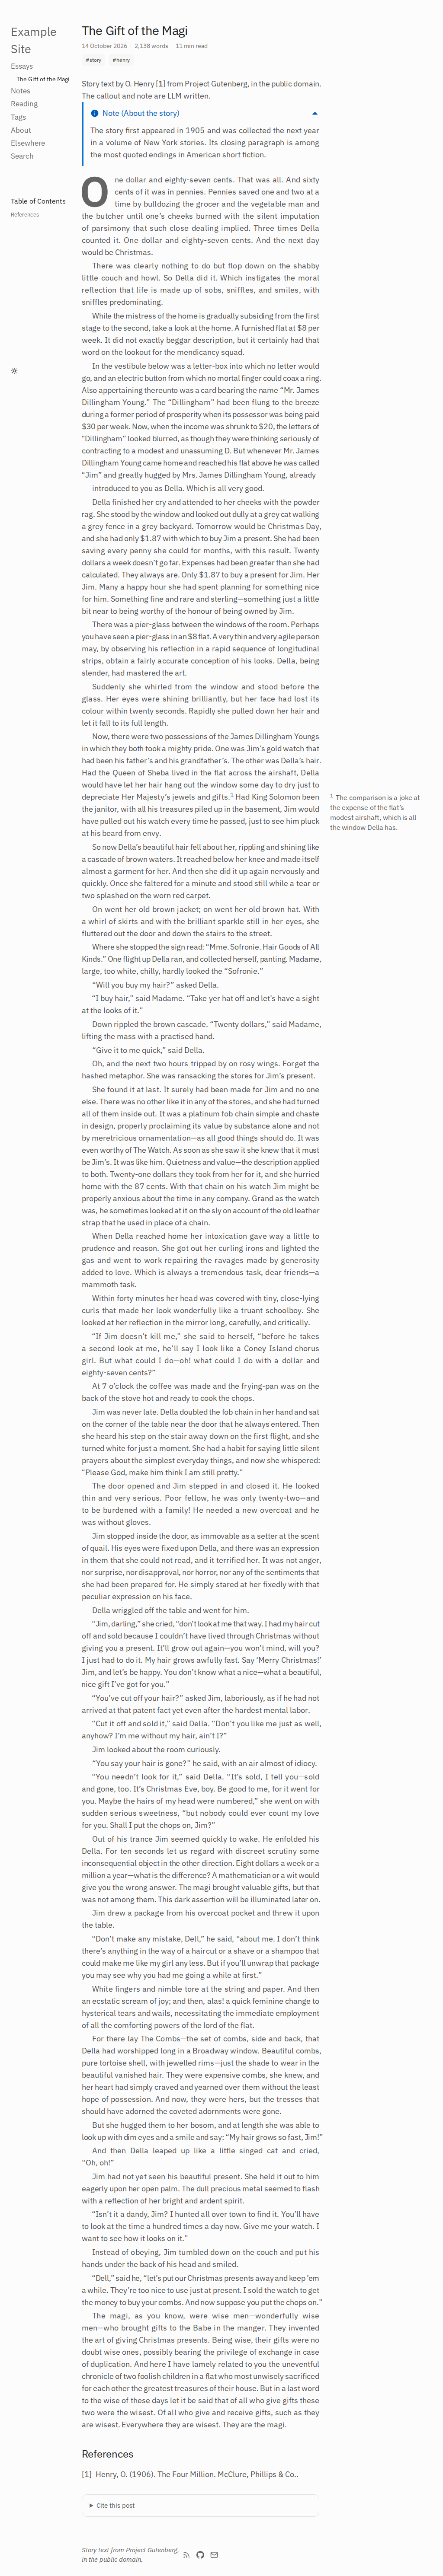 Example
Site
Essays
The Gift of the Magi
Notes
Reading
Tags
About
Elsewhere
Search
Table of Contents
References
The Gift of the Magi
14 October 2026 | 2,138 words | 11 min read
#story #henry
Story text by O. Henry [1] from Project Gutenberg, in the public domain.
The callout and note are LLM written.
Note (About the story)
The story first appeared in 1905 and was collected the next year
in a volume of New York stories. Its closing paragraph is among
the most quoted endings in American short fiction.
One dollar and eighty-seven cents. That was all. And sixty
cents of it was in pennies. Pennies saved one and two at a
time by bulldozing the grocer and the vegetable man and
the butcher until one’s cheeks burned with the silent imputation
of parsimony that such close dealing implied. Three times Della
counted it. One dollar and eighty-seven cents. And the next day
would be Christmas.
There was clearly nothing to do but flop down on the shabby
little couch and howl. So Della did it. Which instigates the moral
reflection that life is made up of sobs, sniffles, and smiles, with
sniffles predominating.
While the mistress of the home is gradually subsiding from the first
stage to the second, take a look at the home. A furnished flat at $8 per
week. It did not exactly beggar description, but it certainly had that
word on the lookout for the mendicancy squad.
In the vestibule below was a letter-box into which no letter would
go, and an electric button from which no mortal finger could coax a ring.
Also appertaining thereunto was a card bearing the name “Mr. James
Dillingham Young.” The “Dillingham” had been flung to the breeze
during a former period of prosperity when its possessor was being paid
$30 per week. Now, when the income was shrunk to $20, the letters of
“Dillingham” looked blurred, as though they were thinking seriously of
contracting to a modest and unassuming D. But whenever Mr. James
Dillingham Young came home and reached his flat above he was called
“Jim” and greatly hugged by Mrs. James Dillingham Young, already
introduced to you as Della. Which is all very good.
Della finished her cry and attended to her cheeks with the powder
rag. She stood by the window and looked out dully at a grey cat walking
a grey fence in a grey backyard. Tomorrow would be Christmas Day,
and she had only $1.87 with which to buy Jim a present. She had been
saving every penny she could for months, with this result. Twenty
dollars a week doesn’t go far. Expenses had been greater than she had
calculated. They always are. Only $1.87 to buy a present for Jim. Her
Jim. Many a happy hour she had spent planning for something nice
for him. Something fine and rare and sterling—something just a little
bit near to being worthy of the honour of being owned by Jim.
There was a pier-glass between the windows of the room. Perhaps
you have seen a pier-glass in an $8 flat. A very thin and very agile person
may, by observing his reflection in a rapid sequence of longitudinal
strips, obtain a fairly accurate conception of his looks. Della, being
slender, had mastered the art.
Suddenly she whirled from the window and stood before the
glass. Her eyes were shining brilliantly, but her face had lost its
colour within twenty seconds. Rapidly she pulled down her hair and
let it fall to its full length.
Now, there were two possessions of the James Dillingham Youngs
in which they both took a mighty pride. One was Jim’s gold watch that
had been his father’s and his grandfather’s. The other was Della’s hair.
Had the Queen of Sheba lived in the flat across the airshaft, Della
would have let her hair hang out the window some day to dry just to
depreciate Her Majesty’s jewels and gifts.1 Had King Solomon been
the janitor, with all his treasures piled up in the basement, Jim would
have pulled out his watch every time he passed, just to see him pluck
at his beard from envy.
1 The comparison is a joke at
the expense of the flat’s
modest airshaft, which is all
the window Della has.
So now Della’s beautiful hair fell about her, rippling and shining like
a cascade of brown waters. It reached below her knee and made itself
almost a garment for her. And then she did it up again nervously and
quickly. Once she faltered for a minute and stood still while a tear or
two splashed on the worn red carpet.
On went her old brown jacket; on went her old brown hat. With
a whirl of skirts and with the brilliant sparkle still in her eyes, she
fluttered out the door and down the stairs to the street.
Where she stopped the sign read: “Mme. Sofronie. Hair Goods of All
Kinds.” One flight up Della ran, and collected herself, panting. Madame,
large, too white, chilly, hardly looked the “Sofronie.”
“Will you buy my hair?” asked Della.
“I buy hair,” said Madame. “Take yer hat off and let’s have a sight
at the looks of it.”
Down rippled the brown cascade. “Twenty dollars,” said Madame,
lifting the mass with a practised hand.
“Give it to me quick,” said Della.
Oh, and the next two hours tripped by on rosy wings. Forget the
hashed metaphor. She was ransacking the stores for Jim’s present.
She found it at last. It surely had been made for Jim and no one
else. There was no other like it in any of the stores, and she had turned
all of them inside out. It was a platinum fob chain simple and chaste
in design, properly proclaiming its value by substance alone and not
by meretricious ornamentation—as all good things should do. It was
even worthy of The Watch. As soon as she saw it she knew that it must
be Jim’s. It was like him. Quietness and value—the description applied
to both. Twenty-one dollars they took from her for it, and she hurried
home with the 87 cents. With that chain on his watch Jim might be
properly anxious about the time in any company. Grand as the watch
was, he sometimes looked at it on the sly on account of the old leather
strap that he used in place of a chain.
When Della reached home her intoxication gave way a little to
prudence and reason. She got out her curling irons and lighted the
gas and went to work repairing the ravages made by generosity
added to love. Which is always a tremendous task, dear friends—a
mammoth task.
Within forty minutes her head was covered with tiny, close-lying
curls that made her look wonderfully like a truant schoolboy. She
looked at her reflection in the mirror long, carefully, and critically.
“If Jim doesn’t kill me,” she said to herself, “before he takes
a second look at me, he’ll say I look like a Coney Island chorus
girl. But what could I do—oh! what could I do with a dollar and
eighty-seven cents?”
At 7 o’clock the coffee was made and the frying-pan was on the
back of the stove hot and ready to cook the chops.
Jim was never late. Della doubled the fob chain in her hand and sat
on the corner of the table near the door that he always entered. Then
she heard his step on the stair away down on the first flight, and she
turned white for just a moment. She had a habit for saying little silent
prayers about the simplest everyday things, and now she whispered:
“Please God, make him think I am still pretty.”
The door opened and Jim stepped in and closed it. He looked
thin and very serious. Poor fellow, he was only twenty-two—and
to be burdened with a family! He needed a new overcoat and he
was without gloves.
Jim stopped inside the door, as immovable as a setter at the scent
of quail. His eyes were fixed upon Della, and there was an expression
in them that she could not read, and it terrified her. It was not anger,
nor surprise, nor disapproval, nor horror, nor any of the sentiments that
she had been prepared for. He simply stared at her fixedly with that
peculiar expression on his face.
Della wriggled off the table and went for him.
“Jim, darling,” she cried, “don’t look at me that way. I had my hair cut
off and sold because I couldn’t have lived through Christmas without
giving you a present. It’ll grow out again—you won’t mind, will you?
I just had to do it. My hair grows awfully fast. Say ‘Merry Christmas!’
Jim, and let’s be happy. You don’t know what a nice—what a beautiful,
nice gift I’ve got for you.”
“You’ve cut off your hair?” asked Jim, laboriously, as if he had not
arrived at that patent fact yet even after the hardest mental labor.
“Cut it off and sold it,” said Della. “Don’t you like me just as well,
anyhow? I’m me without my hair, ain’t I?”
Jim looked about the room curiously.
“You say your hair is gone?” he said, with an air almost of idiocy.
“You needn’t look for it,” said Della. “It’s sold, I tell you—sold
and gone, too. It’s Christmas Eve, boy. Be good to me, for it went for
you. Maybe the hairs of my head were numbered,” she went on with
sudden serious sweetness, “but nobody could ever count my love
for you. Shall I put the chops on, Jim?”
Out of his trance Jim seemed quickly to wake. He enfolded his
Della. For ten seconds let us regard with discreet scrutiny some
inconsequential object in the other direction. Eight dollars a week or a
million a year—what is the difference? A mathematician or a wit would
give you the wrong answer. The magi brought valuable gifts, but that
was not among them. This dark assertion will be illuminated later on.
Jim drew a package from his overcoat pocket and threw it upon
the table.
“Don’t make any mistake, Dell,” he said, “about me. I don’t think
there’s anything in the way of a haircut or a shave or a shampoo that
could make me like my girl any less. But if you’ll unwrap that package
you may see why you had me going a while at first.”
White fingers and nimble tore at the string and paper. And then
an ecstatic scream of joy; and then, alas! a quick feminine change to
hysterical tears and wails, necessitating the immediate employment
of all the comforting powers of the lord of the flat.
For there lay The Combs—the set of combs, side and back, that
Della had worshipped long in a Broadway window. Beautiful combs,
pure tortoise shell, with jewelled rims—just the shade to wear in the
beautiful vanished hair. They were expensive combs, she knew, and
her heart had simply craved and yearned over them without the least
hope of possession. And now, they were hers, but the tresses that
should have adorned the coveted adornments were gone.
But she hugged them to her bosom, and at length she was able to
look up with dim eyes and a smile and say: “My hair grows so fast, Jim!”
And then Della leaped up like a little singed cat and cried,
“Oh, oh!”
Jim had not yet seen his beautiful present. She held it out to him
eagerly upon her open palm. The dull precious metal seemed to flash
with a reflection of her bright and ardent spirit.
“Isn’t it a dandy, Jim? I hunted all over town to find it. You’ll have
to look at the time a hundred times a day now. Give me your watch. I
want to see how it looks on it.”
Instead of obeying, Jim tumbled down on the couch and put his
hands under the back of his head and smiled.
“Dell,” said he, “let’s put our Christmas presents away and keep ’em
a while. They’re too nice to use just at present. I sold the watch to get
the money to buy your combs. And now suppose you put the chops on.”
The magi, as you know, were wise men—wonderfully wise
men—who brought gifts to the Babe in the manger. They invented
the art of giving Christmas presents. Being wise, their gifts were no
doubt wise ones, possibly bearing the privilege of exchange in case
of duplication. And here I have lamely related to you the uneventful
chronicle of two foolish children in a flat who most unwisely sacrificed
for each other the greatest treasures of their house. But in a last word
to the wise of these days let it be said that of all who give gifts these
two were the wisest. Of all who give and receive gifts, such as they
are wisest. Everywhere they are wisest. They are the magi.
References
[1] Henry, O. (1906). The Four Million. McClure, Phillips & Co..
Cite this post
Story text from Project Gutenberg,
in the public domain.